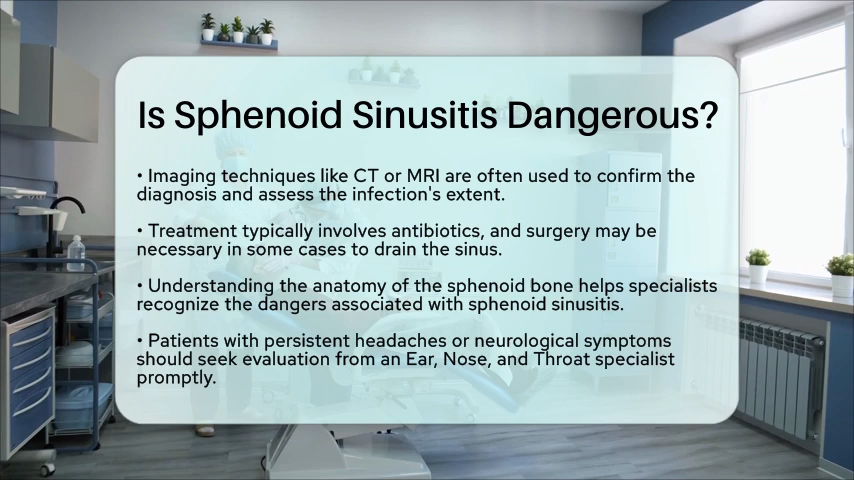 Is Sphenoid Sinusitis Dangerous?
• Imaging techniques like CT or MRI are often used to confirm the
diagnosis and assess the infection's extent.
• Treatment typically involves antibiotics, and surgery may be
necessary in some cases to drain the sinus.
• Understanding the anatomy of the sphenoid bone helps specialists
recognize the dangers associated with sphenoid sinusitis.
• Patients with persistent headaches or neurological symptoms
should seek evaluation from an Ear, Nose, and Throat specialist
promptly.